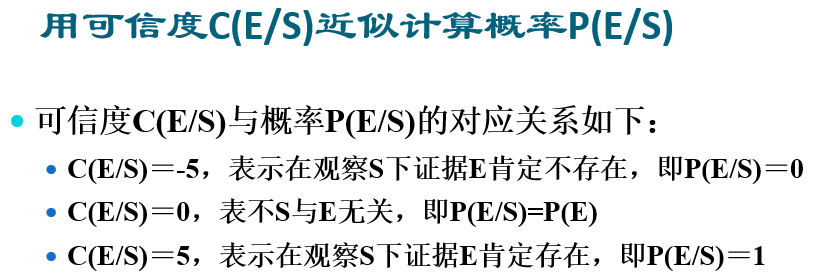 用可信度C(E/S)近似计算概率P(E/S)
可信度C(E/S)与概率P(E/S)的对应关系如下：
C(E/S)＝-5，表示在观察S下证据E肯定不存在，即P(E/S)＝0
C(E/S)＝0，表不S与E无关，即P(E/S)=P(E)
C(E/S)＝5，表示在观察S下证据E肯定存在，即P(E/S)＝1